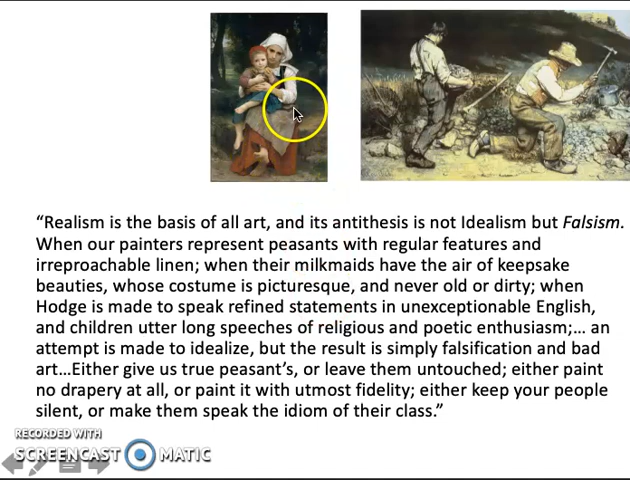 “Realism is the basis of all art, and its antithesis is not Idealism but Falsism.
When our painters represent peasants with regular features and
irreproachable linen; when their milkmaids have the air of keepsake
beauties, whose costume is picturesque, and never old or dirty; when
Hodge is made to speak refined statements in unexceptionable English,
and children utter long speeches of religious and poetic enthusiasm;... an
attempt is made to idealize, but the result is simply falsification and bad
art...Either give us true peasant’s, or leave them untouched; either paint
no drapery at all, or paint it with utmost fidelity; either keep your people
silent, or make them speak the idiom of their class.”
RECORDED WITH
SCREENCAST MATIC